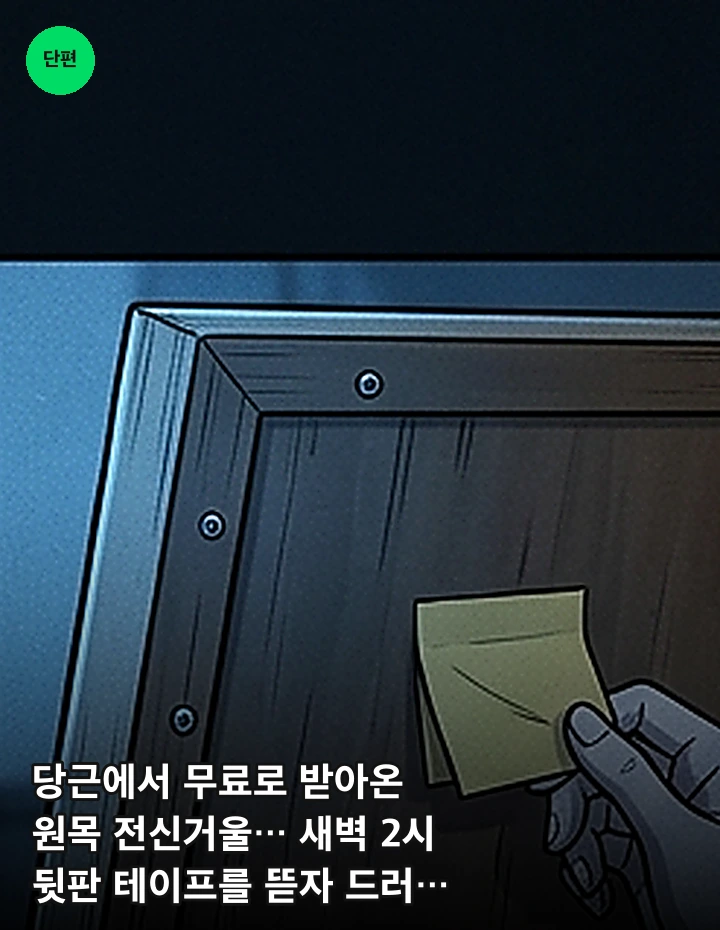 단편
당근에서 무료로 받아온
원목 전신거울… 새벽 2시
뒷판 테이프를 뜯자 드러…